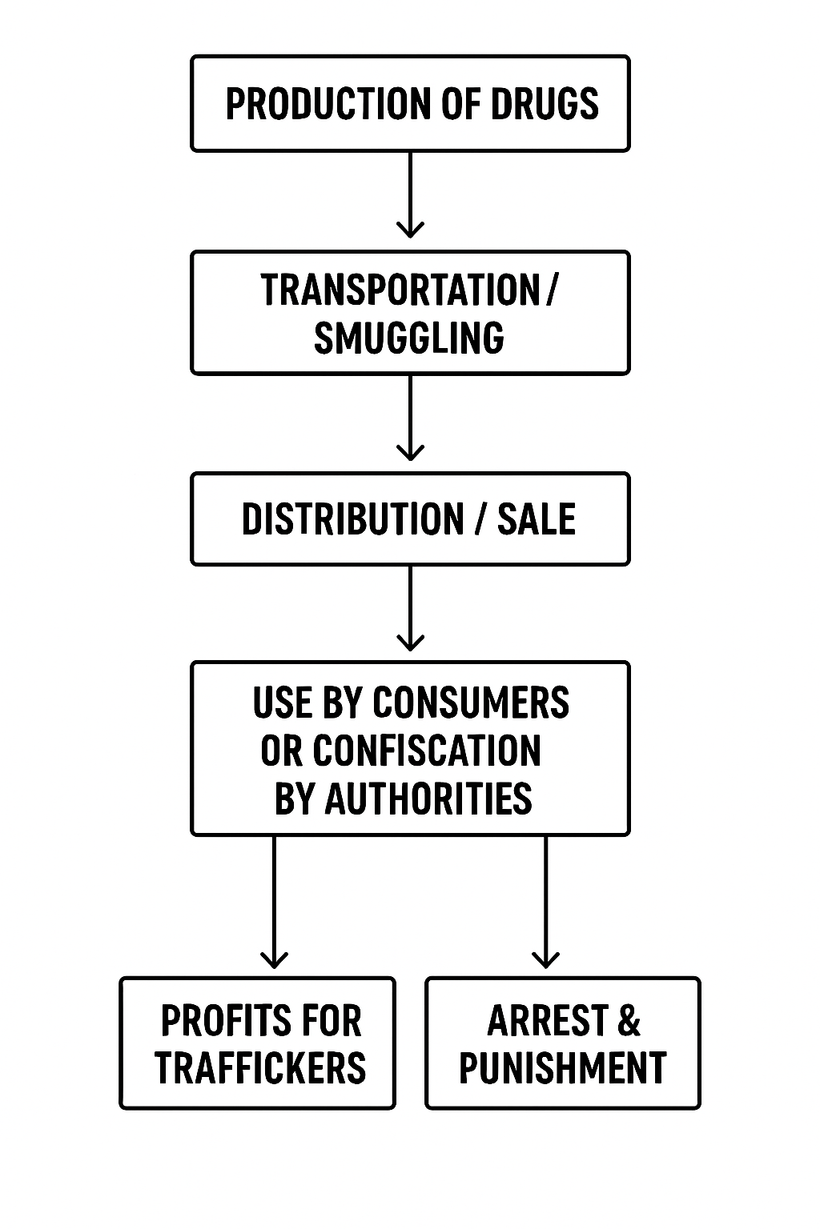 PRODUCTION OF DRUGS
TRANSPORTATION /
SMUGGLING
DISTRIBUTION / SALE
USE BY CONSUMERS
OR CONFISCATION
BY AUTHORITIES
PROFITS FOR
TRAFFICKERS
ARREST &
PUNISHMENT